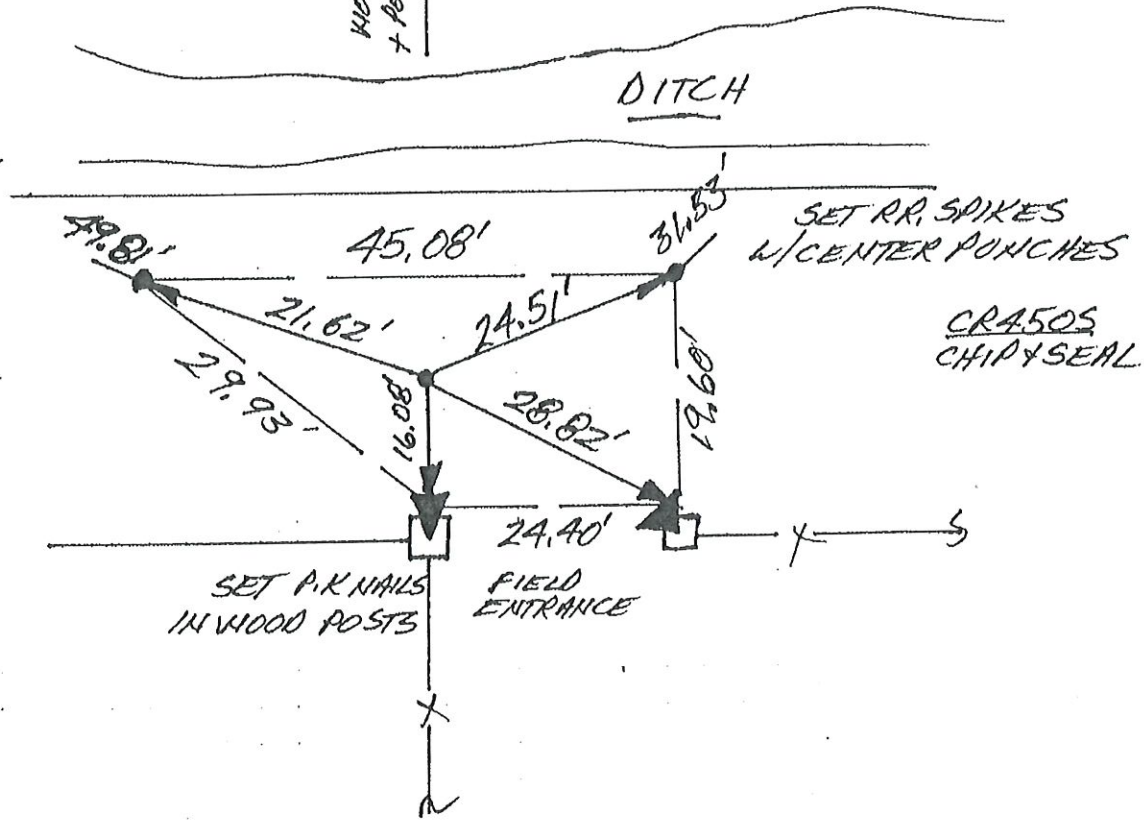 DITCH
49.81'
45.08'
31.53'
SET R.R. SPIKES
W/CENTER PUNCHES
21.62'
24.51'
CR450S
CHIP & SEAL
29.93'
16.08'
28.82'
19.60'
24.40'
SET P.K NAILS
IN WOOD POSTS
FIELD
ENTRANCE